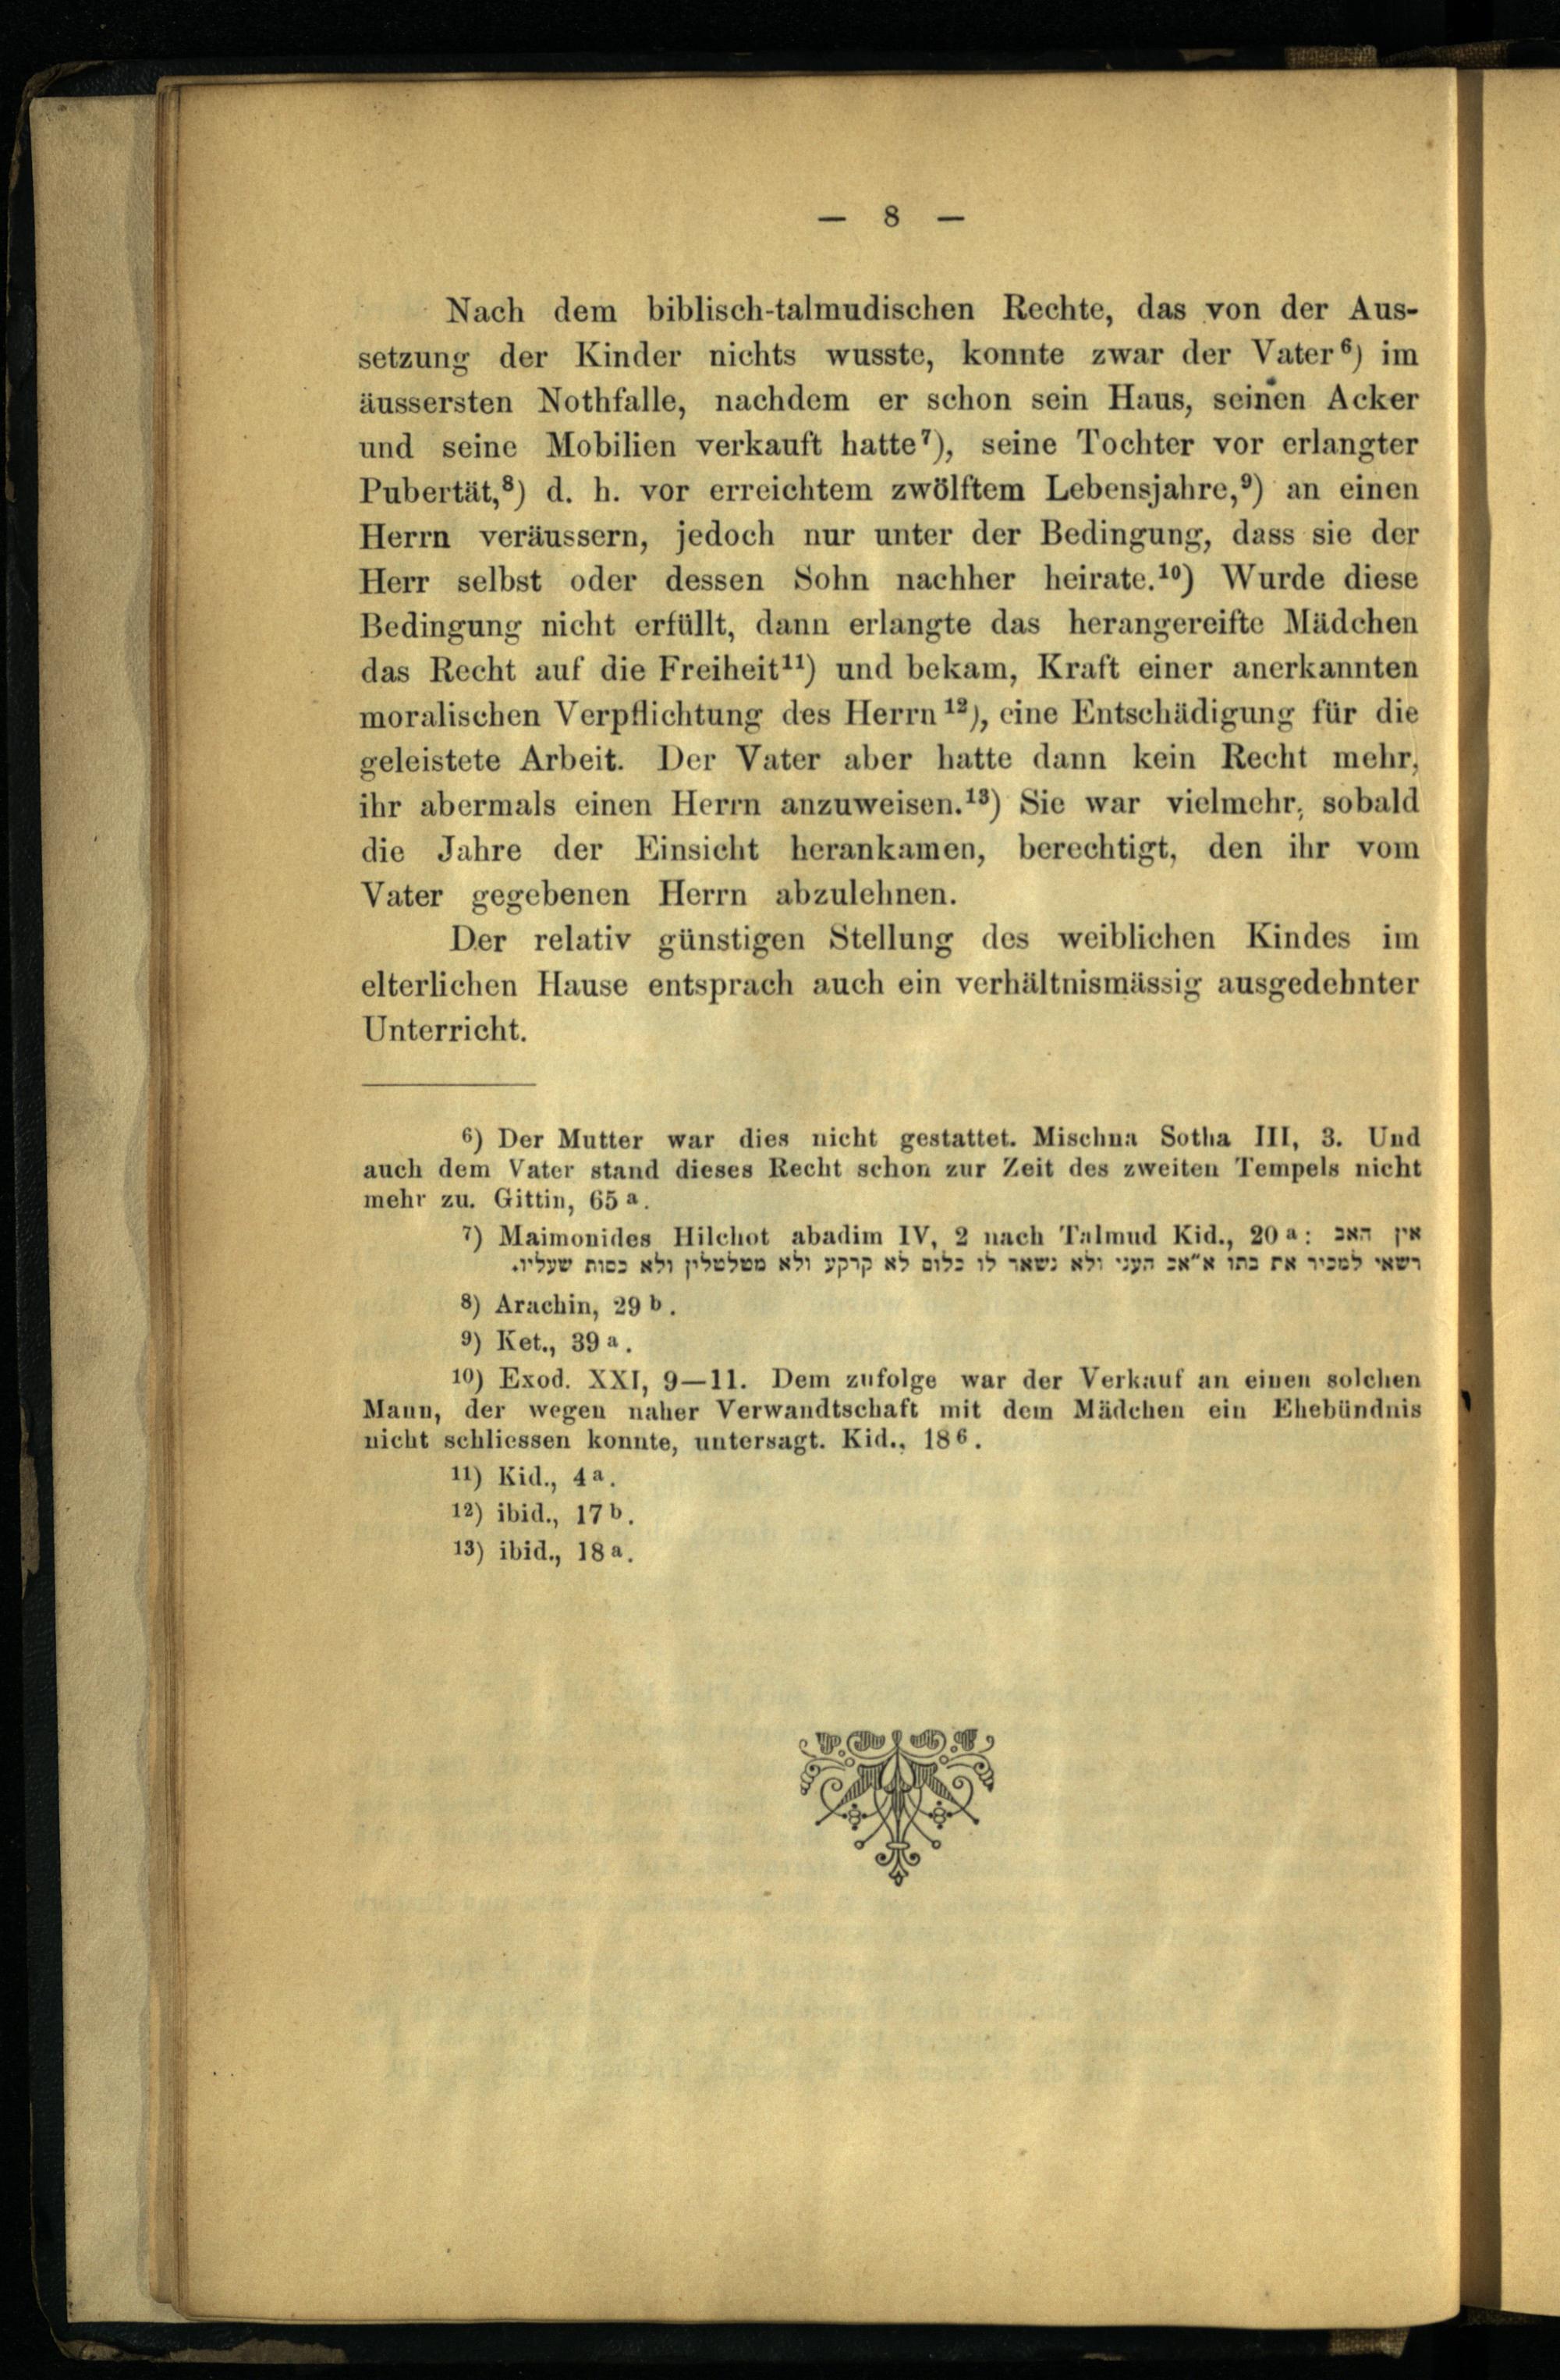 — 8 —
Nach dem biblisch-talmudischen Rechte, das von der Aus-
setzung der Kinder nichts wusste, konnte zwar der Vater⁶) im
äussersten Nothfalle, nachdem er schon sein Haus, seinen Acker
und seine Mobilien verkauft hatte⁷), seine Tochter vor erlangter
Pubertät,⁸) d. h. vor erreichtem zwölftem Lebensjahre,⁹) an einen
Herrn veräussern, jedoch nur unter der Bedingung, dass sie der
Herr selbst oder dessen Sohn nachher heirate.¹⁰) Wurde diese
Bedingung nicht erfüllt, dann erlangte das herangereifte Mädchen
das Recht auf die Freiheit¹¹) und bekam, Kraft einer anerkannten
moralischen Verpflichtung des Herrn¹²), eine Entschädigung für die
geleistete Arbeit. Der Vater aber hatte dann kein Recht mehr,
ihr abermals einen Herrn anzuweisen.¹³) Sie war vielmehr, sobald
die Jahre der Einsicht herankamen, berechtigt, den ihr vom
Vater gegebenen Herrn abzulehnen.
Der relativ günstigen Stellung des weiblichen Kindes im
elterlichen Hause entsprach auch ein verhältnismässig ausgedehnter
Unterricht.
⁶) Der Mutter war dies nicht gestattet. Mischna Sotha III, 3. Und
auch dem Vater stand dieses Recht schon zur Zeit des zweiten Tempels nicht
mehr zu. Gittin, 65 ᵃ.
⁷) Maimonides Hilchot abadim IV, 2 nach Talmud Kid., 20 ᵃ: אין האב
רשאי למכיר את בתו א״אכ העני ולא נשאר לו כלום לא קרקע ולא מטלטלין ולא כסות שעליו.
⁸) Arachin, 29 ᵇ.
⁹) Ket., 39 ᵃ.
¹⁰) Exod. XXI, 9—11. Dem zufolge war der Verkauf an einen solchen
Mann, der wegen naher Verwandtschaft mit dem Mädchen ein Ehebündnis
nicht schliessen konnte, untersagt. Kid., 18 ⁶.
¹¹) Kid., 4 ᵃ.
¹²) ibid., 17 ᵇ.
¹³) ibid., 18 ᵃ.